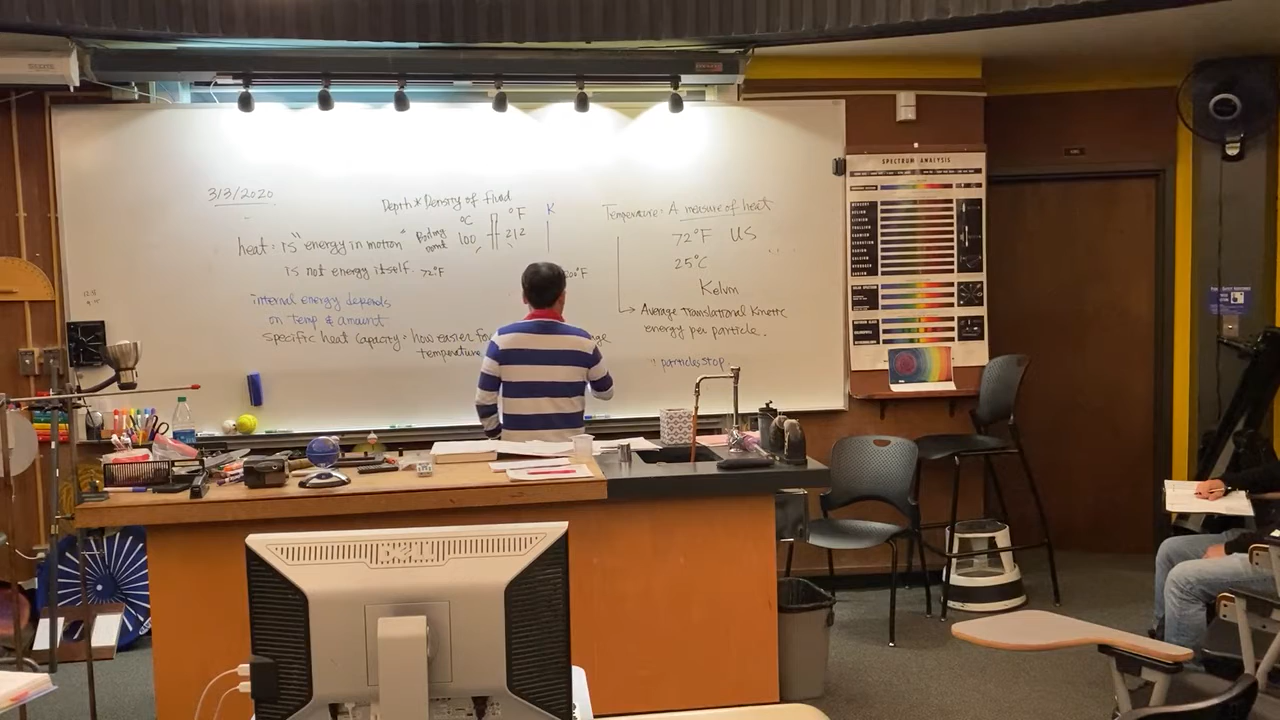 3/3/2020
Depth * Density of fluid
°C °F K
Boiling point 100 212
heat: is "energy in motion"
is not energy itself. 72°F
internal energy depends
on temp & amount
Specific heat capacity = how easier
temperature
Temperature: A measure of heat
72°F US
25°C
Kelvin
Average Translational Kinetic
energy per particle.
particles stop.
SPECTRUM ANALYSIS